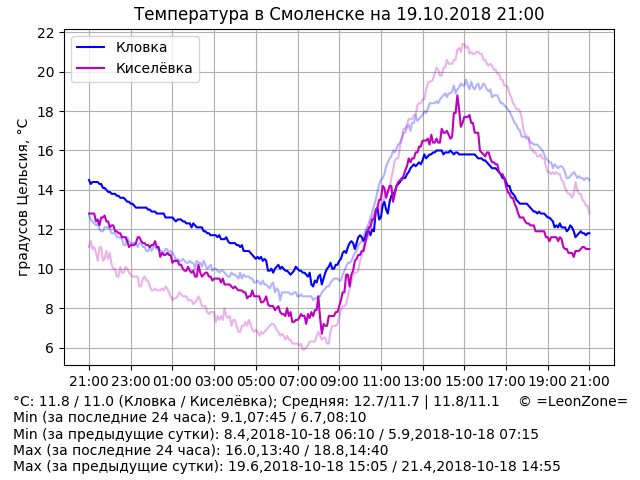 Температура в Смоленске на 19.10.2018 21:00
градусов Цельсия, °C
22
20
18
16
14
12
10
8
6
Кловка
Киселёвка
21:00 23:00 01:00 03:00 05:00 07:00 09:00 11:00 13:00 15:00 17:00 19:00 21:00
°C: 11.8 / 11.0 (Кловка / Киселёвка); Средняя: 12.7/11.7 | 11.8/11.1 © =LeonZone=
Min (за последние 24 часа): 9.1,07:45 / 6.7,08:10
Min (за предыдущие сутки): 8.4,2018-10-18 06:10 / 5.9,2018-10-18 07:15
Max (за последние 24 часа): 16.0,13:40 / 18.8,14:40
Max (за предыдущие сутки): 19.6,2018-10-18 15:05 / 21.4,2018-10-18 14:55